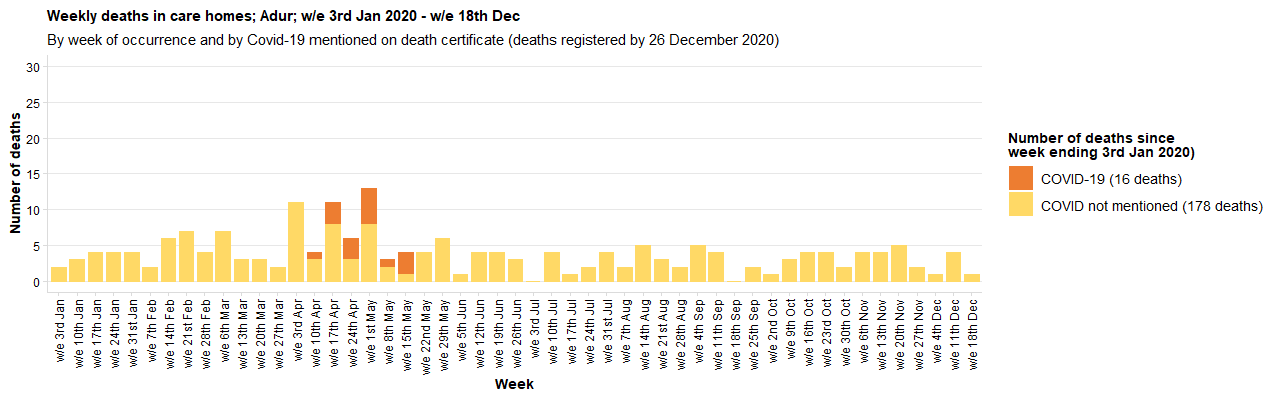 Weekly deaths in care homes; Adur; w/e 3rd Jan 2020 - w/e 18th Dec
By week of occurrence and by Covid-19 mentioned on death certificate (deaths registered by 26 December 2020)
Number of deaths
30
25
20
15
10
5
0
w/e 3rd Jan
w/e 10th Jan
w/e 17th Jan
w/e 24th Jan
w/e 31st Jan
w/e 7th Feb
w/e 14th Feb
w/e 21st Feb
w/e 28th Feb
w/e 6th Mar
w/e 13th Mar
w/e 20th Mar
w/e 27th Mar
w/e 3rd Apr
w/e 10th Apr
w/e 17th Apr
w/e 24th Apr
w/e 1st May
w/e 8th May
w/e 15th May
w/e 22nd May
w/e 29th May
w/e 5th Jun
w/e 12th Jun
w/e 19th Jun
w/e 26th Jun
w/e 3rd Jul
w/e 10th Jul
w/e 17th Jul
w/e 24th Jul
w/e 31st Jul
w/e 7th Aug
w/e 14th Aug
w/e 21st Aug
w/e 28th Aug
w/e 4th Sep
w/e 11th Sep
w/e 18th Sep
w/e 25th Sep
w/e 2nd Oct
w/e 9th Oct
w/e 16th Oct
w/e 23rd Oct
w/e 30th Oct
w/e 6th Nov
w/e 13th Nov
w/e 20th Nov
w/e 27th Nov
w/e 4th Dec
w/e 11th Dec
w/e 18th Dec
Week
Number of deaths since
week ending 3rd Jan 2020)
COVID-19 (16 deaths)
COVID not mentioned (178 deaths)